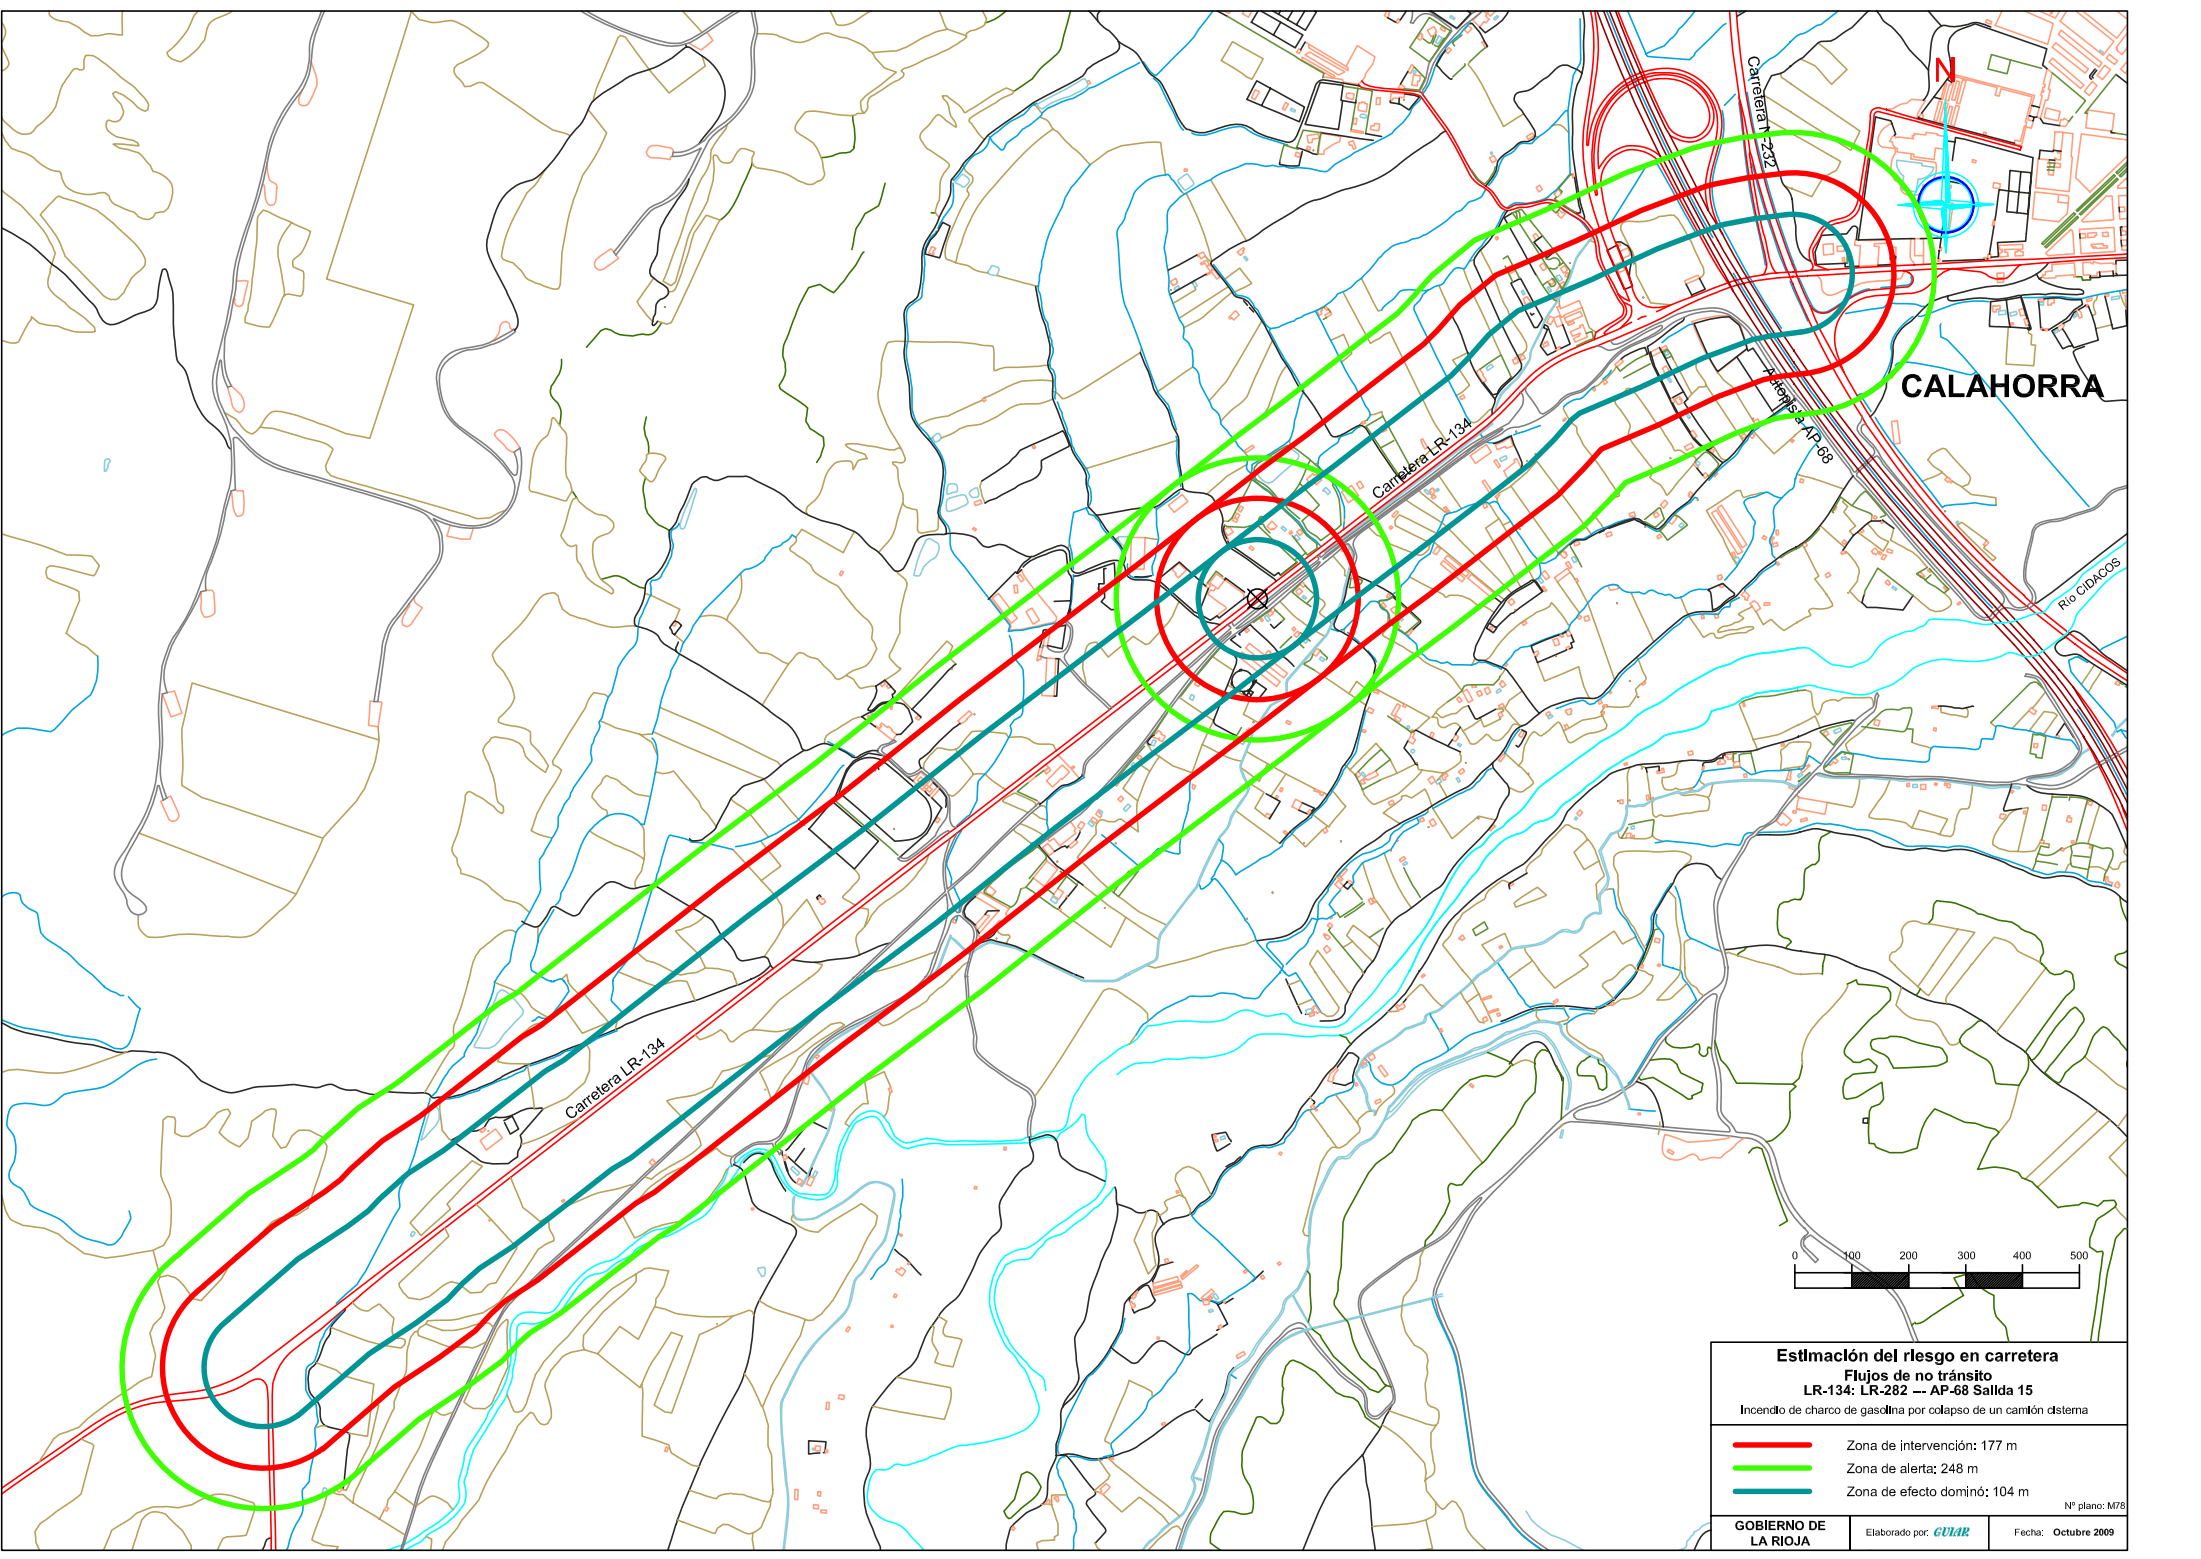 N
Carretera N-232
CALAHORRA
Autopista AP-68
Carretera LR-134
Río CIDACOS
Carretera LR-134
0 100 200 300 400 500
Estimación del riesgo en carretera
Flujos de no tránsito
LR-134: LR-282 --- AP-68 Salida 15
Incendio de charco de gasolina por colapso de un camión cisterna
Zona de intervención: 177 m
Zona de alerta: 248 m
Zona de efecto dominó: 104 m
Nº plano: M78
GOBIERNO DE
LA RIOJA
Elaborado por: GUIAR
Fecha: Octubre 2009